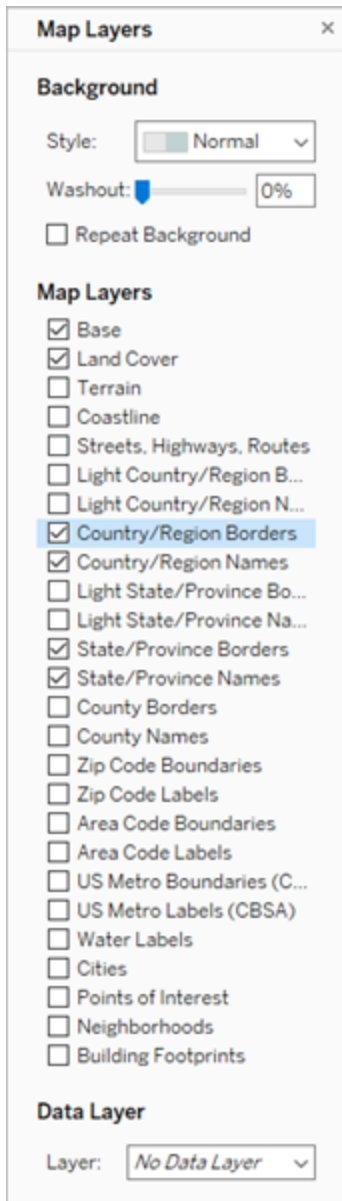 Map Layers
Background
Style: Normal
Washout: 0%
Repeat Background
Map Layers
Base
Land Cover
Terrain
Coastline
Streets, Highways, Routes
Light Country/Region B...
Light Country/Region N...
Country/Region Borders
Country/Region Names
Light State/Province Bo...
Light State/Province Na...
State/Province Borders
State/Province Names
County Borders
County Names
Zip Code Boundaries
Zip Code Labels
Area Code Boundaries
Area Code Labels
US Metro Boundaries (C...
US Metro Labels (CBSA)
Water Labels
Cities
Points of Interest
Neighborhoods
Building Footprints
Data Layer
Layer: No Data Layer